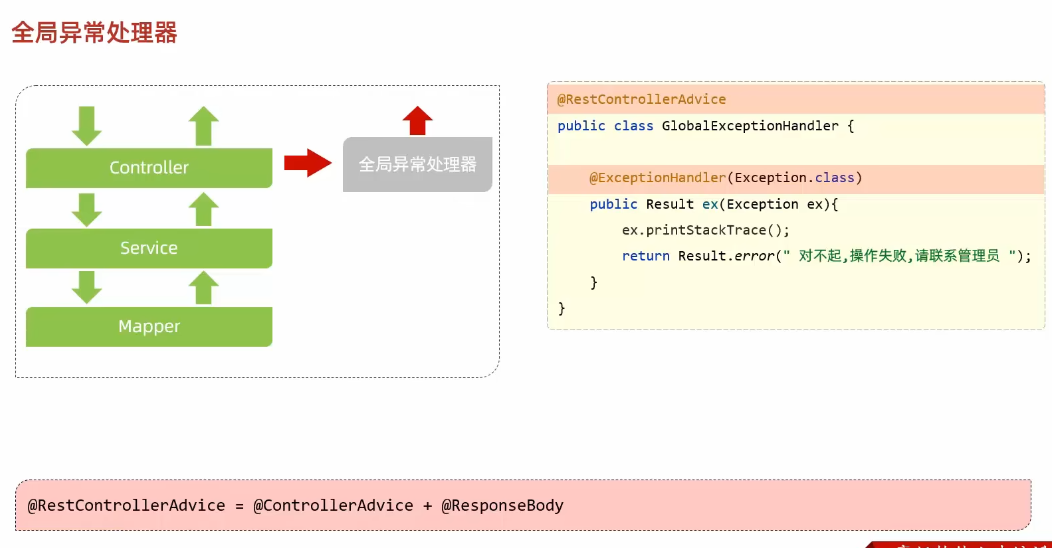 全局异常处理器
Controller
全局异常处理器
Service
Mapper
@RestControllerAdvice
public class GlobalExceptionHandler {
@ExceptionHandler(Exception.class)
public Result ex(Exception ex){
ex.printStackTrace();
return Result.error(" 对不起,操作失败,请联系管理员 ");
}
}
@RestControllerAdvice = @ControllerAdvice + @ResponseBody